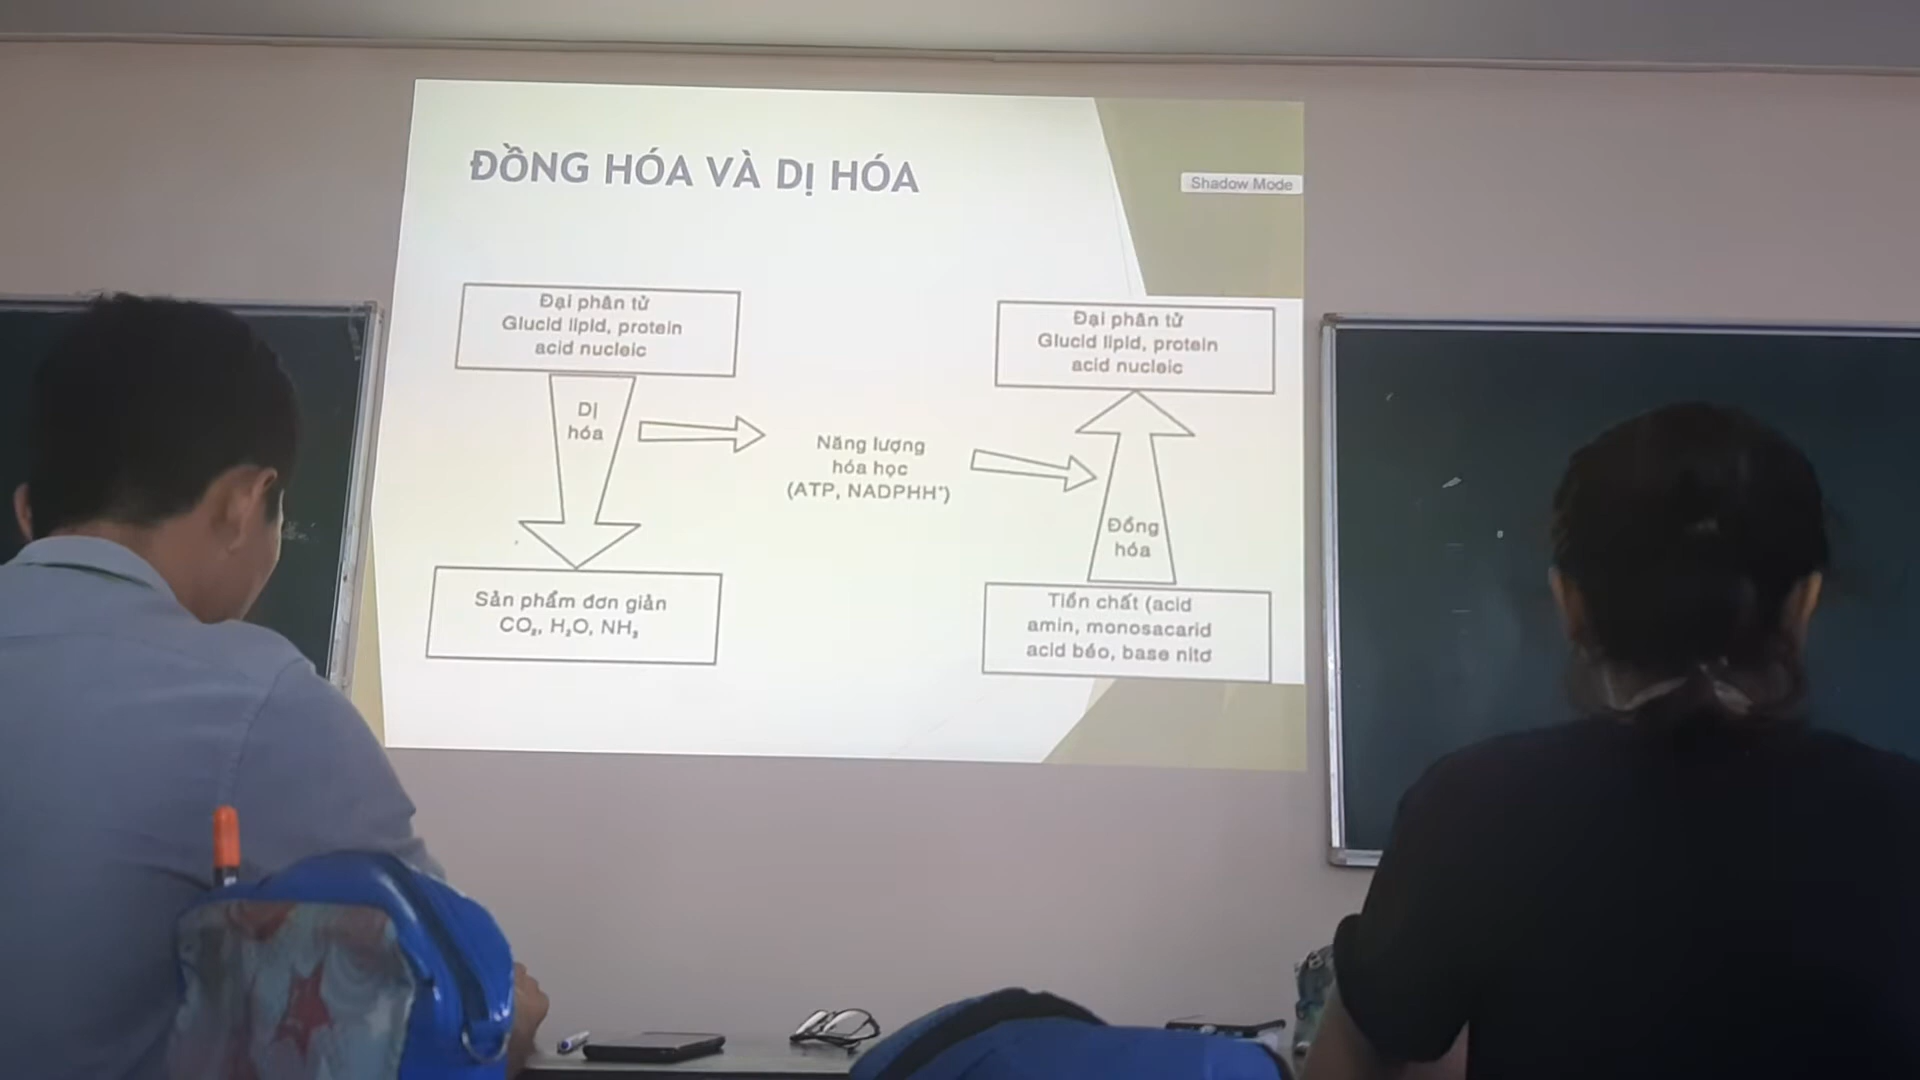 ĐỒNG HÓA VÀ DỊ HÓA
Shadow Mode
Đại phân tử
Glucid lipid, protein
acid nucleic
Dị
hóa
Sản phẩm đơn giản
CO₂, H₂O, NH₃
Năng lượng
hóa học
(ATP, NADPHH⁺)
Đại phân tử
Glucid lipid, protein
acid nucleic
Đồng
hóa
Tiền chất (acid
amin, monosacarid
acid béo, base nitơ